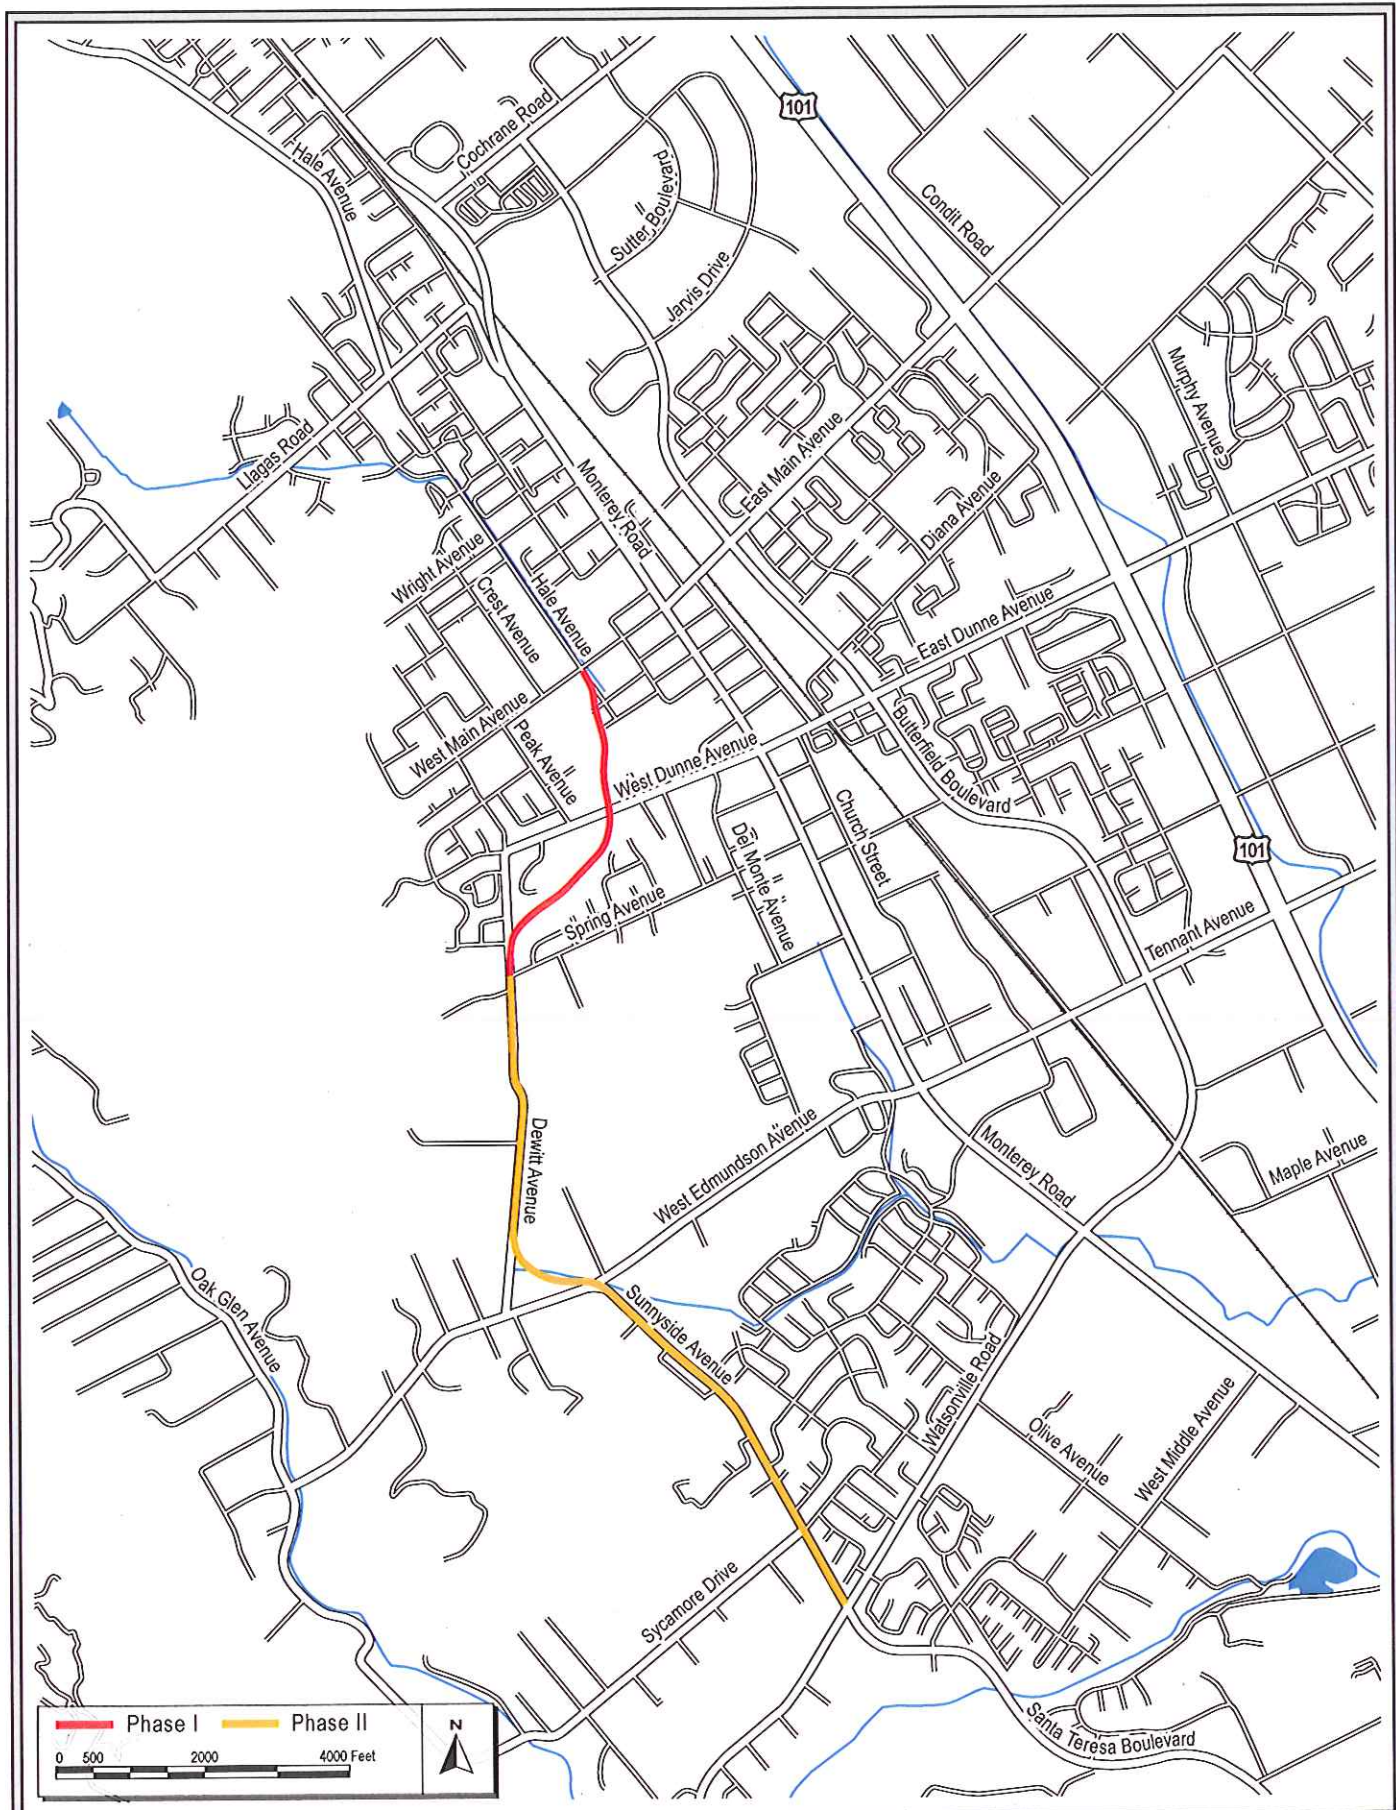 101
Cochrane Road
Hale Avenue
Sutter Boulevard
Condit Road
Jarvis Drive
Murphy Avenue
Llagas Road
East Main Avenue
Monterey Road
Diana Avenue
Wright Avenue
Crest Avenue
Hale Avenue
East Dunne Avenue
West Main Avenue
Peak Avenue
West Dunne Avenue
Butterfield Boulevard
Church Street
Del Monte Avenue
101
Spring Avenue
Tennant Avenue
Dewitt Avenue
West Edmundson Avenue
Monterey Road
Maple Avenue
Oak Glen Avenue
Sunnyside Avenue
Watsonville Road
Olive Avenue
West Middle Avenue
Sycamore Drive
Santa Teresa Boulevard
Phase I Phase II
N
0 500 2000 4000 Feet